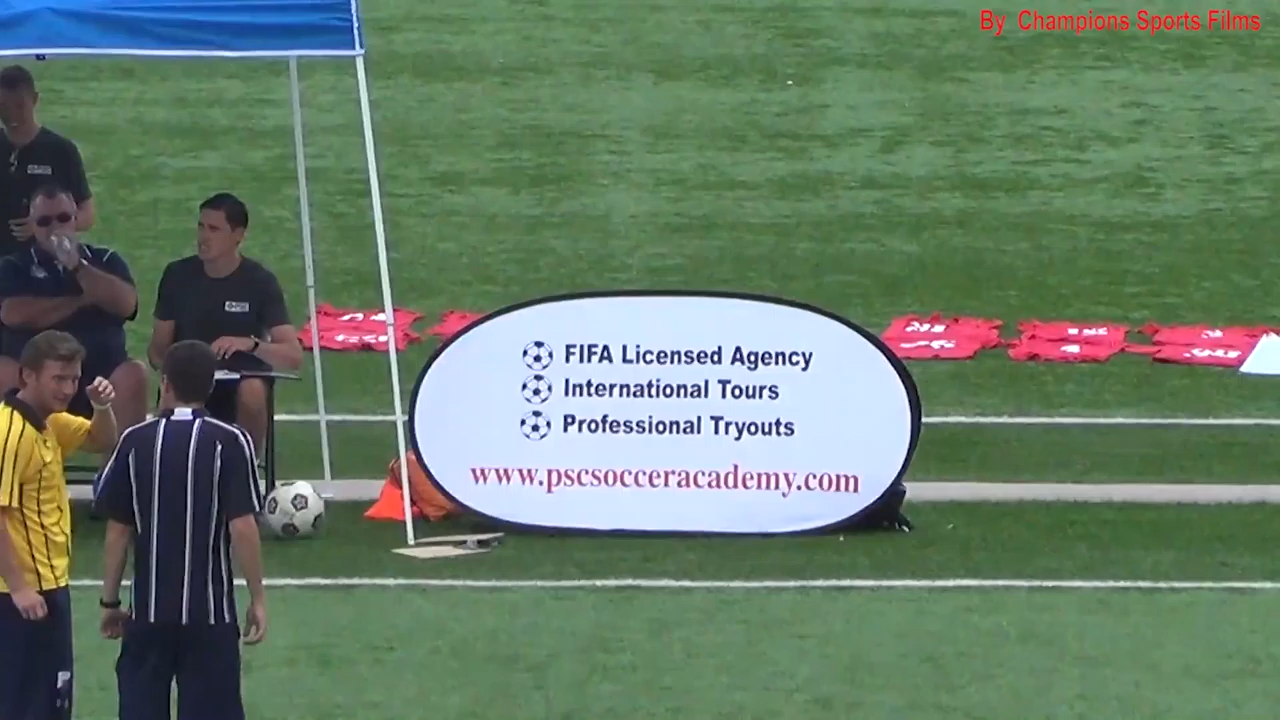 By Champions Sports Films
FIFA Licensed Agency
International Tours
Professional Tryouts
www.pscsocceracademy.com